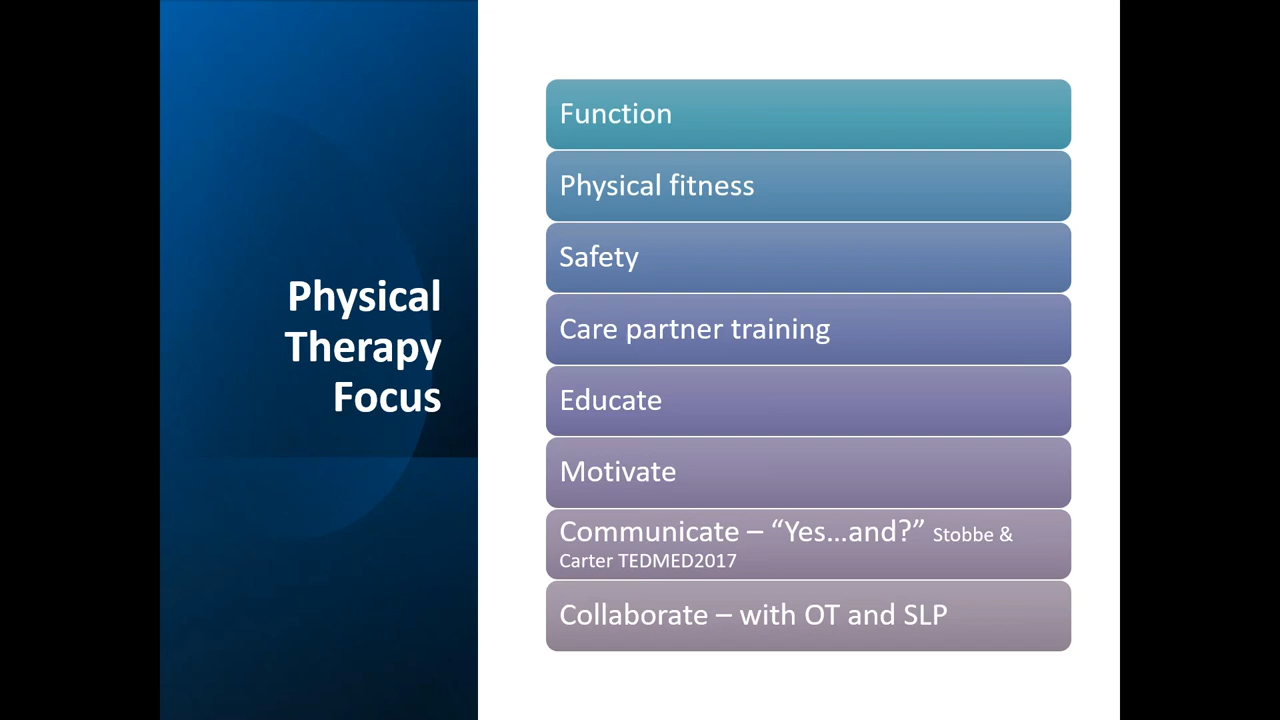 Physical
Therapy
Focus
Function
Physical fitness
Safety
Care partner training
Educate
Motivate
Communicate – “Yes…and?” Stobbe &
Carter TEDMED2017
Collaborate – with OT and SLP